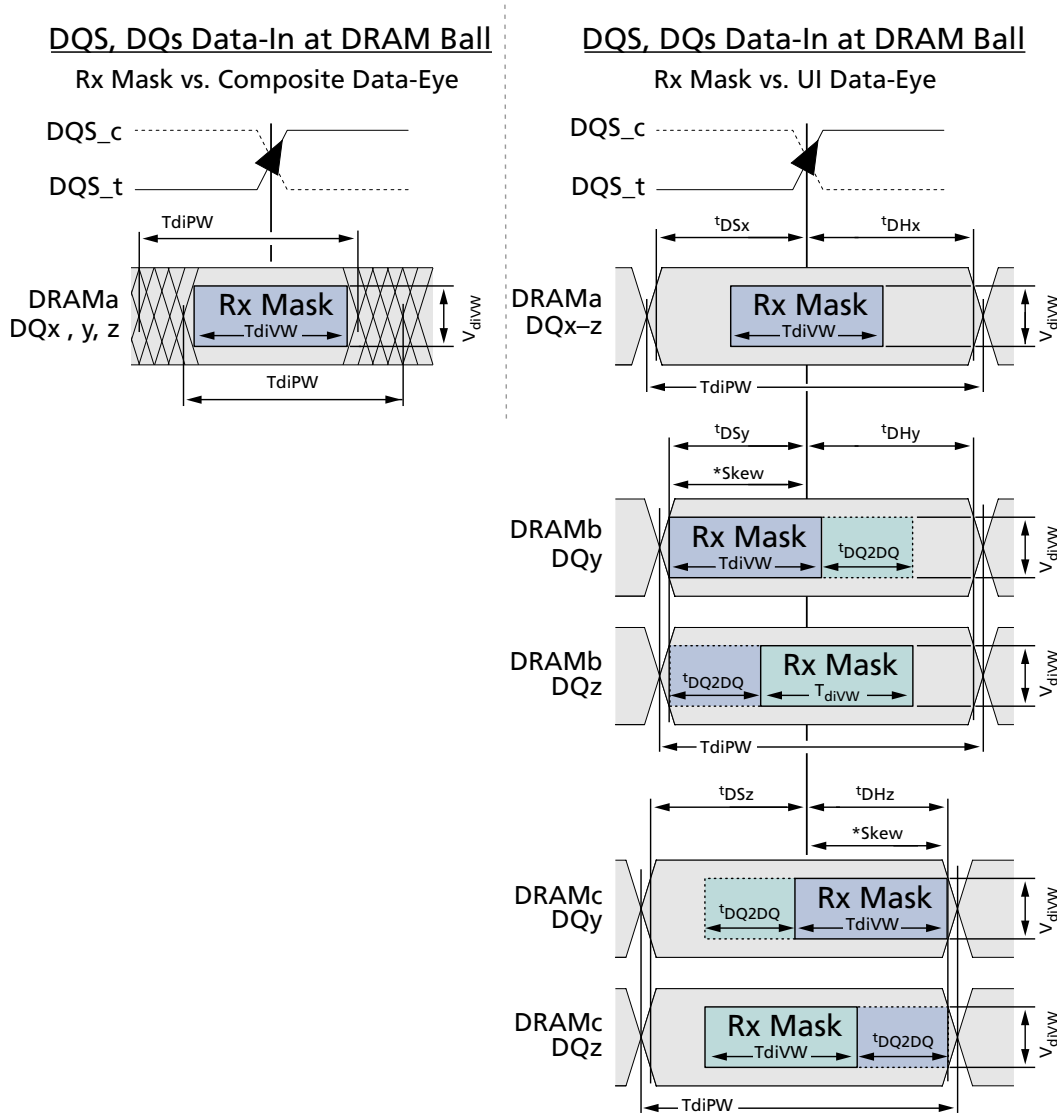 DQS, DQs Data-In at DRAM Ball
Rx Mask vs. Composite Data-Eye
DQS_c
DQS_t
TdiPW
DRAMa
DQx , y, z
Rx Mask
TdiVW
VdiVW
TdiPW
DQS, DQs Data-In at DRAM Ball
Rx Mask vs. UI Data-Eye
DQS_c
DQS_t
tDSx
tDHx
DRAMa
DQx–z
Rx Mask
TdiVW
VdiVW
TdiPW
tDSy
tDHy
*Skew
DRAMb
DQy
Rx Mask
TdiVW
tDQ2DQ
VdiVW
DRAMb
DQz
tDQ2DQ
Rx Mask
TdiVW
VdiVW
TdiPW
tDSz
tDHz
*Skew
DRAMc
DQy
tDQ2DQ
Rx Mask
TdiVW
VdiVW
DRAMc
DQz
Rx Mask
TdiVW
tDQ2DQ
VdiVW
TdiPW